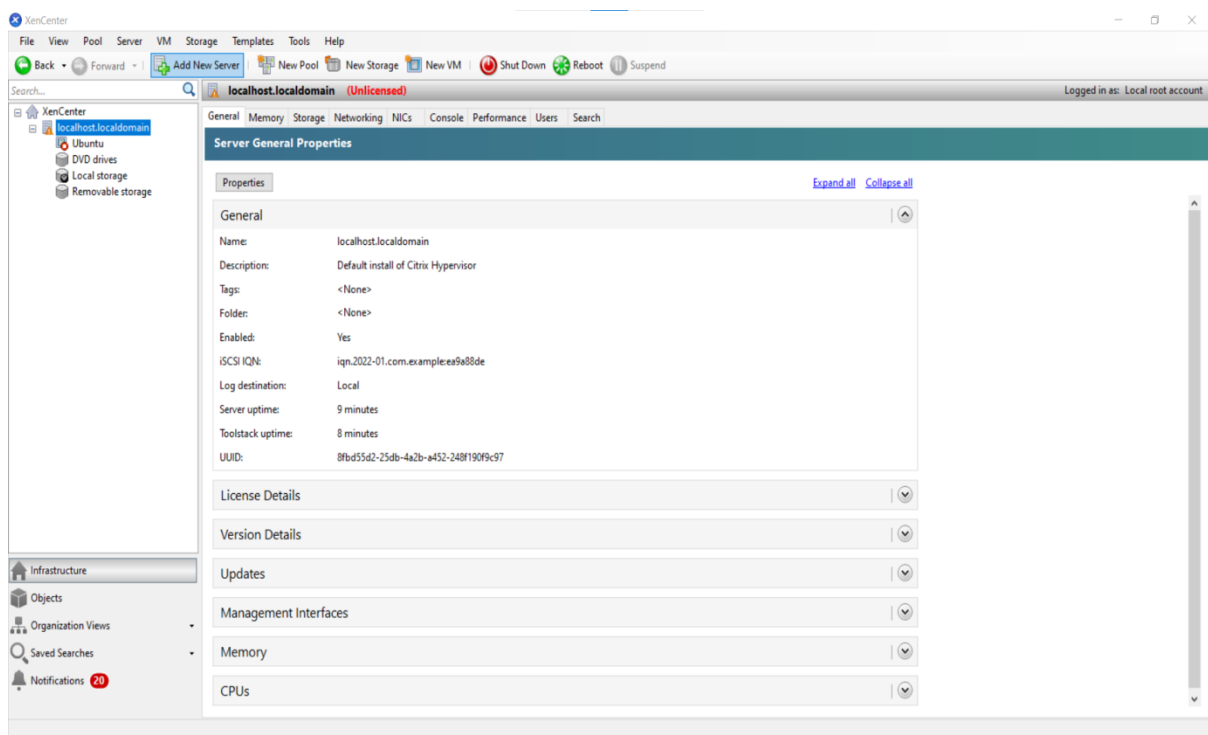 XenCenter
File View Pool Server VM Storage Templates Tools Help
Back Forward Add New Server New Pool New Storage New VM Shut Down Reboot Suspend
Search...
localhost.localdomain (Unlicensed) Logged in as: Local root account
XenCenter
localhost.localdomain
Ubuntu
DVD drives
Local storage
Removable storage
General Memory Storage Networking NICs Console Performance Users Search
Server General Properties
Properties Expand all Collapse all
General
Name: localhost.localdomain
Description: Default install of Citrix Hypervisor
Tags: <None>
Folder: <None>
Enabled: Yes
iSCSI IQN: iqn.2022-01.com.example:ea9a88de
Log destination: Local
Server uptime: 9 minutes
Toolstack uptime: 8 minutes
UUID: 8fbd55d2-25db-4a2b-a452-248f190f9c97
License Details
Version Details
Updates
Management Interfaces
Memory
CPUs
Infrastructure
Objects
Organization Views
Saved Searches
Notifications 20